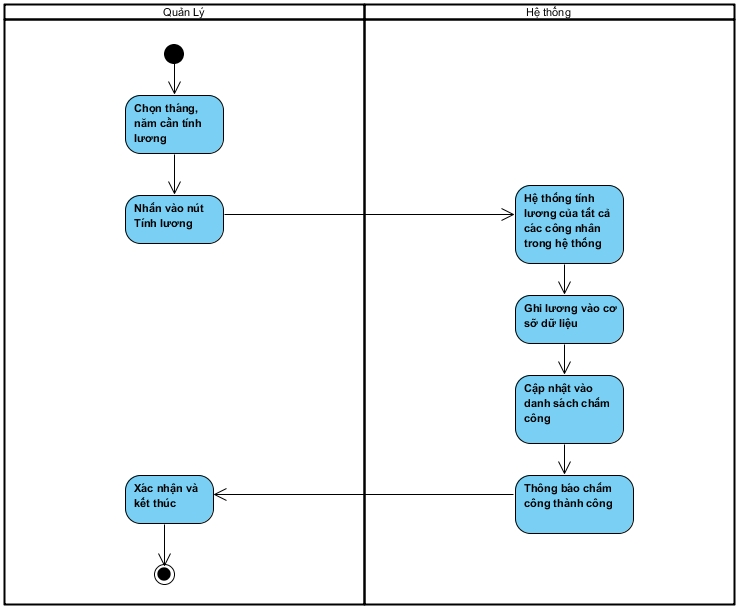 Quản Lý
Hệ thống
Chọn tháng,
năm cần tính
lương
Nhấn vào nút
Tính lương
Hệ thống tính
lương của tất cả
các công nhân
trong hệ thống
Ghi lương vào cơ
sỡ dữ liệu
Cập nhật vào
danh sách chấm
công
Thông báo chấm
công thành công
Xác nhận và
kết thúc